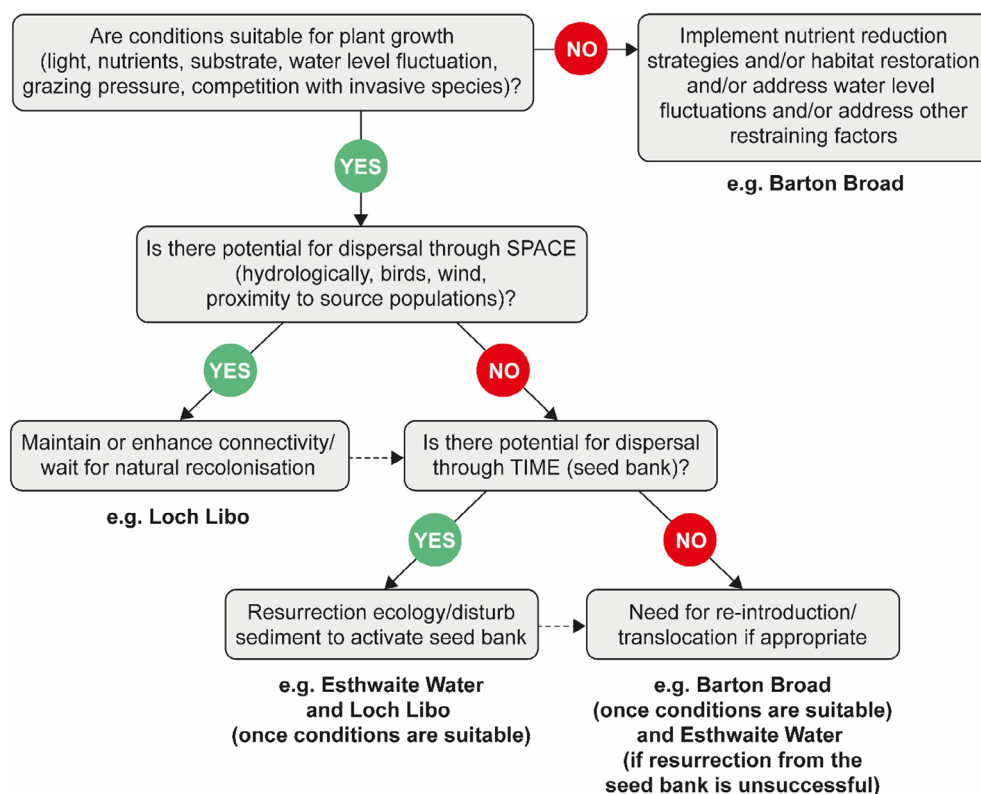 Are conditions suitable for plant growth
(light, nutrients, substrate, water level fluctuation,
grazing pressure, competition with invasive species)?
NO
Implement nutrient reduction
strategies and/or habitat restoration
and/or address water level
fluctuations and/or address other
restraining factors
e.g. Barton Broad
YES
Is there potential for dispersal through SPACE
(hydrologically, birds, wind,
proximity to source populations)?
YES
NO
Maintain or enhance connectivity/
wait for natural recolonisation
e.g. Loch Libo
Is there potential for dispersal
through TIME (seed bank)?
YES
NO
Resurrection ecology/disturb
sediment to activate seed bank
e.g. Esthwaite Water
and Loch Libo
(once conditions are suitable)
Need for re-introduction/
translocation if appropriate
e.g. Barton Broad
(once conditions are suitable)
and Esthwaite Water
(if resurrection from the
seed bank is unsuccessful)